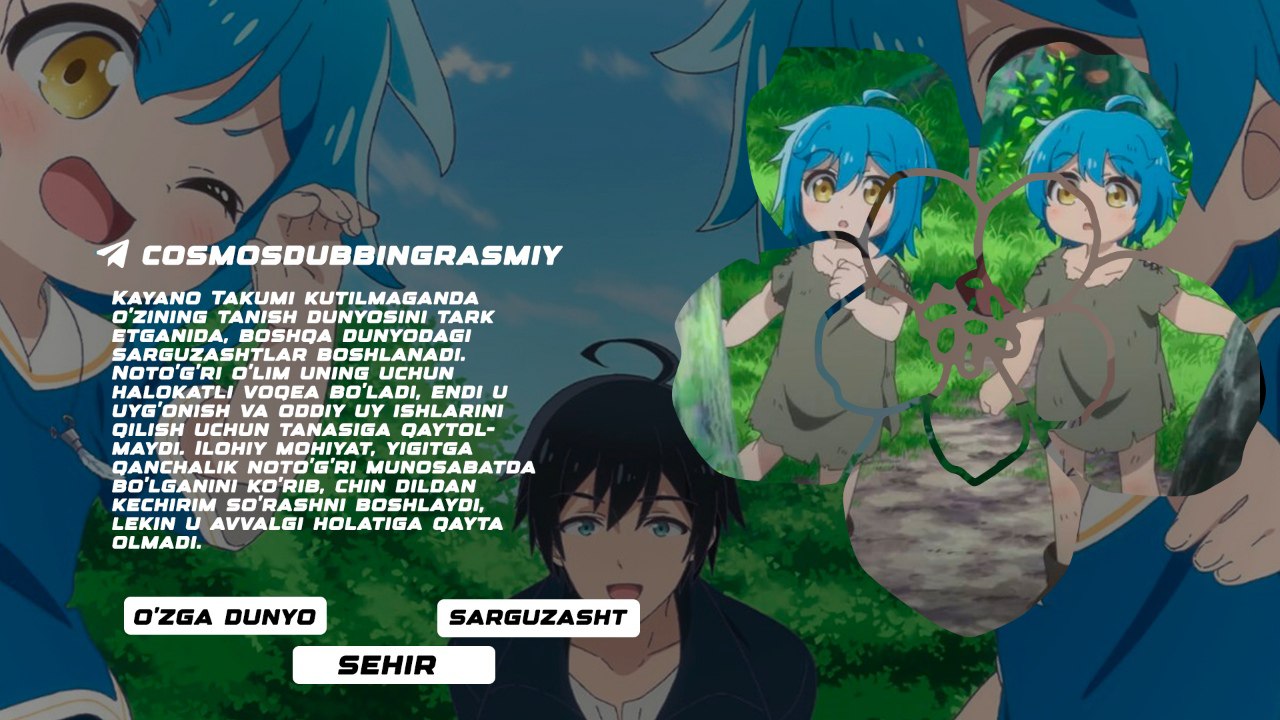 COSMOSDUBBINGRASMIY
Kayano Takumi kutilmaganda
o'zining tanish dunyosini tark
etganida, boshqa dunyodagi
sarguzashtlar boshlanadi.
Noto'g'ri o'lim uning uchun
halokatli voqea bo'ladi, endi u
uyg'onish va oddiy uy ishlarini
qilish uchun tanasiga qaytol-
maydi. Ilohiy mohiyat, yigitga
qanchalik noto'g'ri munosabatda
bo'lganini ko'rib, chin dildan
kechirim so'rashni boshlaydi,
lekin u avvalgi holatiga qayta
olmadi.
O'ZGA DUNYO
SARGUZASHT
SEHIR